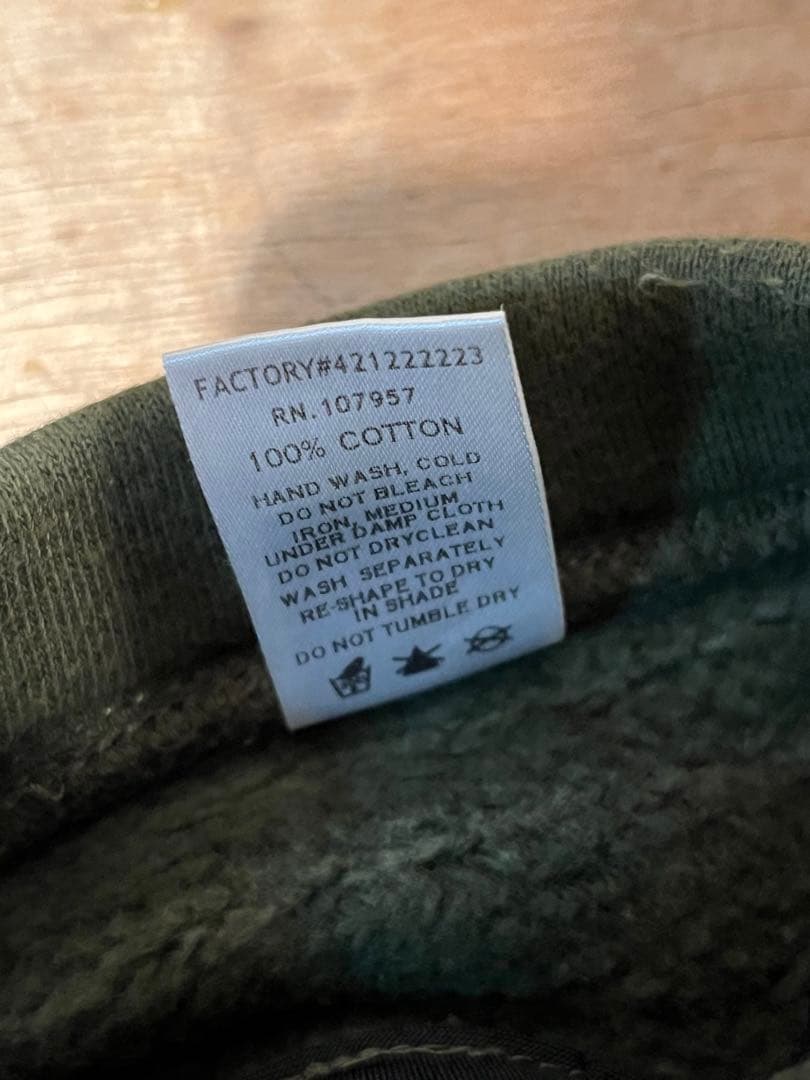 FACTORY#421222223
RN.107957
100% COTTON
HAND WASH, COLD
DO NOT BLEACH
IRON, MEDIUM
UNDER DAMP CLOTH
DO NOT DRYCLEAN
WASH SEPARATELY
RE-SHAPE TO DRY
IN SHADE
DO NOT TUMBLE DRY